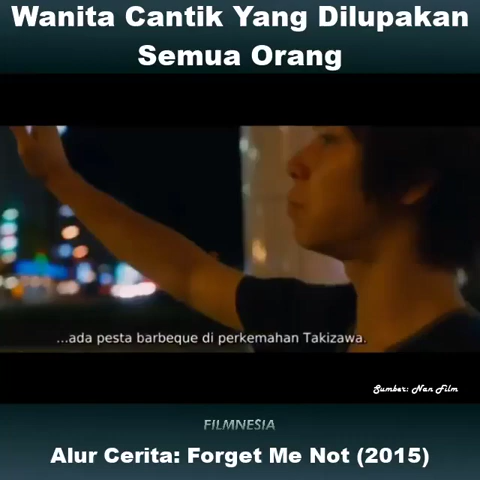 Wanita Cantik Yang Dilupakan
Semua Orang
...ada pesta barbeque di perkemahan Takizawa.
Sumber: Nan Film
FILMNESIA
Alur Cerita: Forget Me Not (2015)